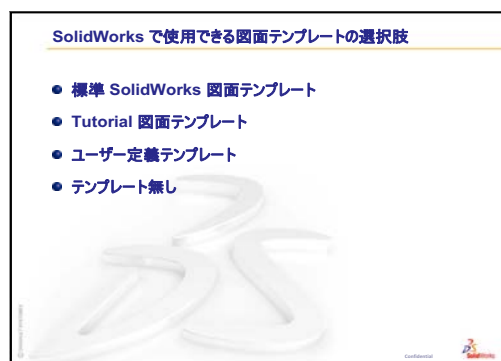 SolidWorks で使用できる図面テンプレートの選択肢
標準 SolidWorks 図面テンプレート
Tutorial 図面テンプレート
ユーザー定義テンプレート
テンプレート無し
Confidential
SolidWorks